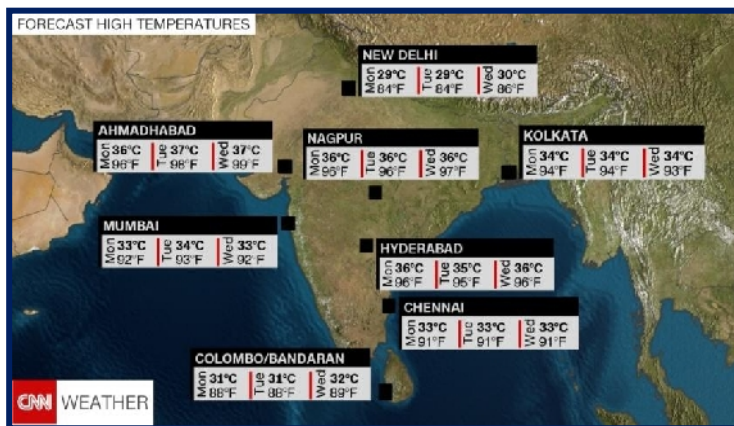 FORECAST HIGH TEMPERATURES
NEW DELHI
Mon 29°C Tue 29°C Wed 30°C
84°F 84°F 86°F
AHMADHABAD
Mon 36°C Tue 37°C Wed 37°C
96°F 98°F 99°F
NAGPUR
Mon 36°C Tue 36°C Wed 36°C
96°F 96°F 97°F
KOLKATA
Mon 34°C Tue 34°C Wed 34°C
94°F 94°F 93°F
MUMBAI
Mon 33°C Tue 34°C Wed 33°C
92°F 93°F 92°F
HYDERABAD
Mon 36°C Tue 35°C Wed 36°C
96°F 95°F 96°F
CHENNAI
Mon 33°C Tue 33°C Wed 33°C
91°F 91°F 91°F
COLOMBO/BANDARAN
Mon 31°C Tue 31°C Wed 32°C
88°F 88°F 89°F
CNN WEATHER